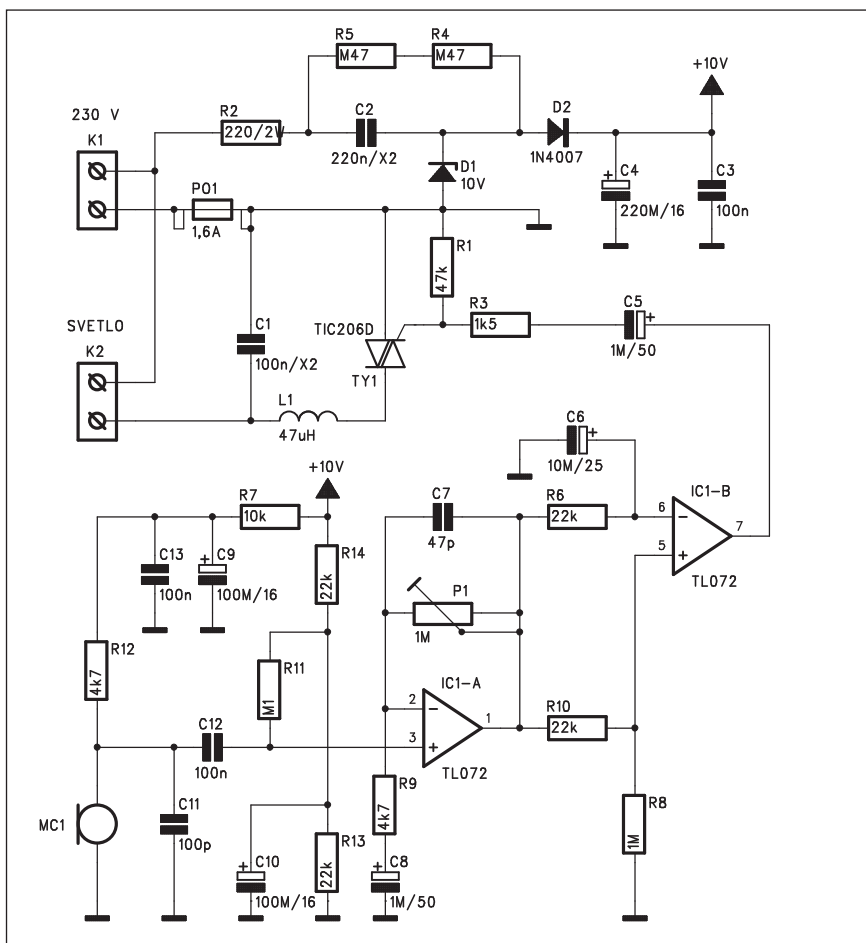 R5
M47
R4
M47
+10V
230 V
K1
R2
220/2W
C2
220n/X2
D2
1N4007
D1
10V
C4
+
220M/16
C3
100n
PO1
1,6A
R1
47k
R3
1k5
C5
+
1M/50
SVETLO
K2
C1
100n/X2
TIC206D
TY1
L1
47uH
C6
+
10M/25
+10V
R7
10k
C7
47p
R6
22k
IC1-B
6
-
7
5
+
TL072
C13
100n
C9
+
100M/16
R14
22k
P1
1M
R12
4k7
R11
M1
IC1-A
2
-
1
3
+
TL072
R10
22k
C12
100n
MC1
C11
100p
R9
4k7
R8
1M
C10
+
100M/16
R13
22k
C8
+
1M/50